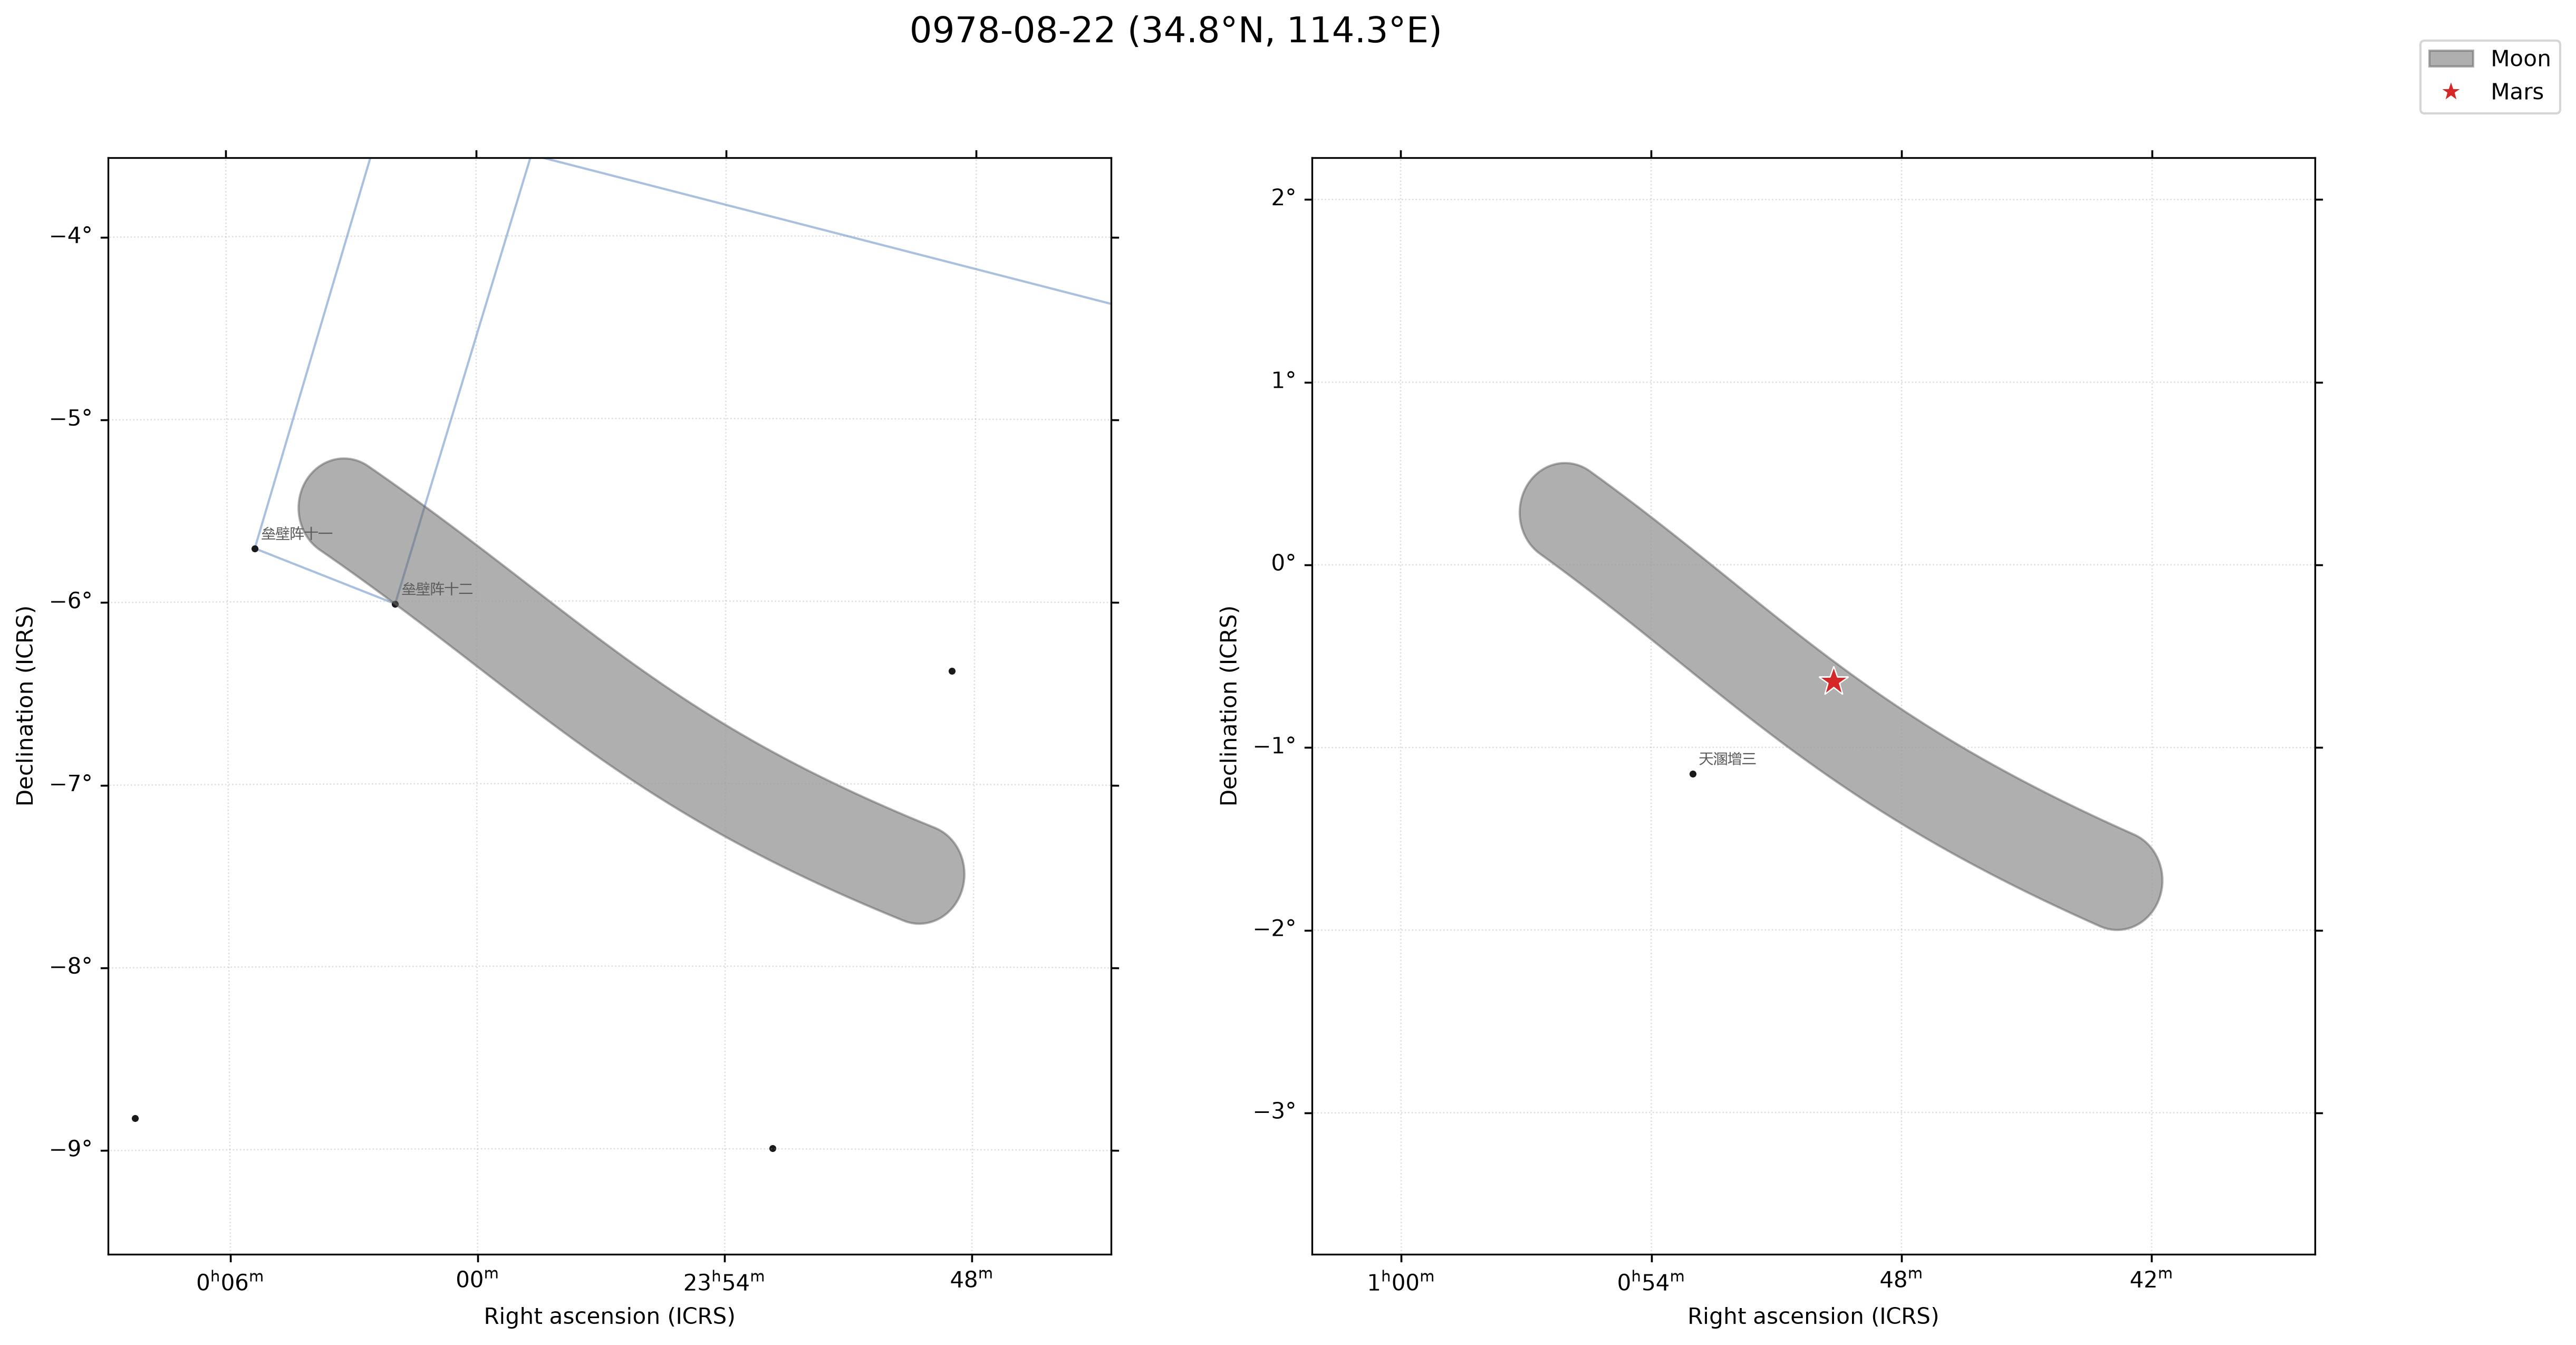 0978-08-22 (34.8°N, 114.3°E)
Moon
Mars
−4°
−5°
−6°
−7°
−8°
−9°
Declination (ICRS)
垒壁阵十一
垒壁阵十二
0ʰ06ᵐ
00ᵐ
23ʰ54ᵐ
48ᵐ
Right ascension (ICRS)
2°
1°
0°
−1°
−2°
−3°
Declination (ICRS)
天溷增三
1ʰ00ᵐ
0ʰ54ᵐ
48ᵐ
42ᵐ
Right ascension (ICRS)